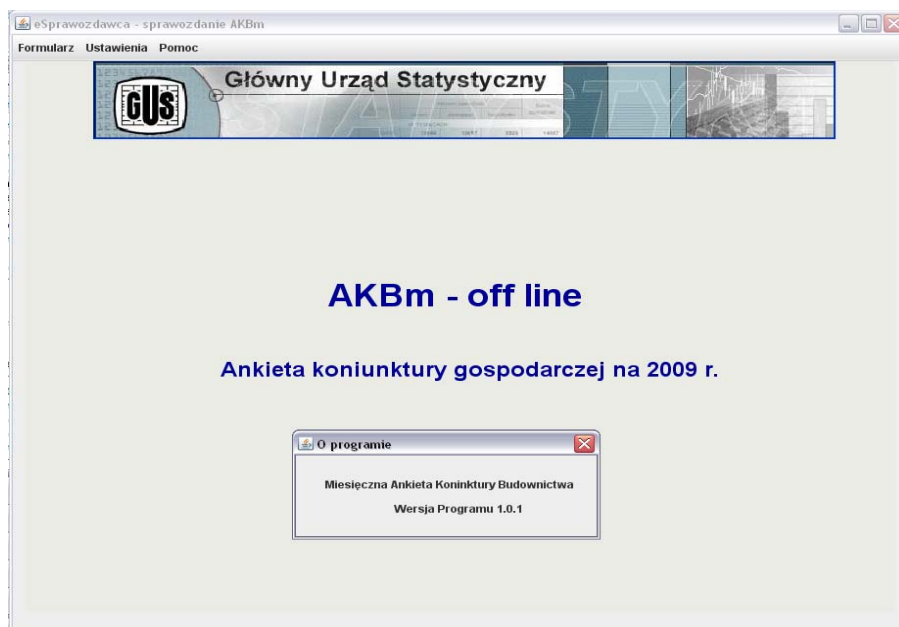 eSprawozdawca - sprawozdanie AKBm
Formularz Ustawienia Pomoc
GUS
Główny Urząd Statystyczny
AKBm - off line
Ankieta koniunktury gospodarczej na 2009 r.
O programie
Miesięczna Ankieta Koninktury Budownictwa
Wersja Programu 1.0.1